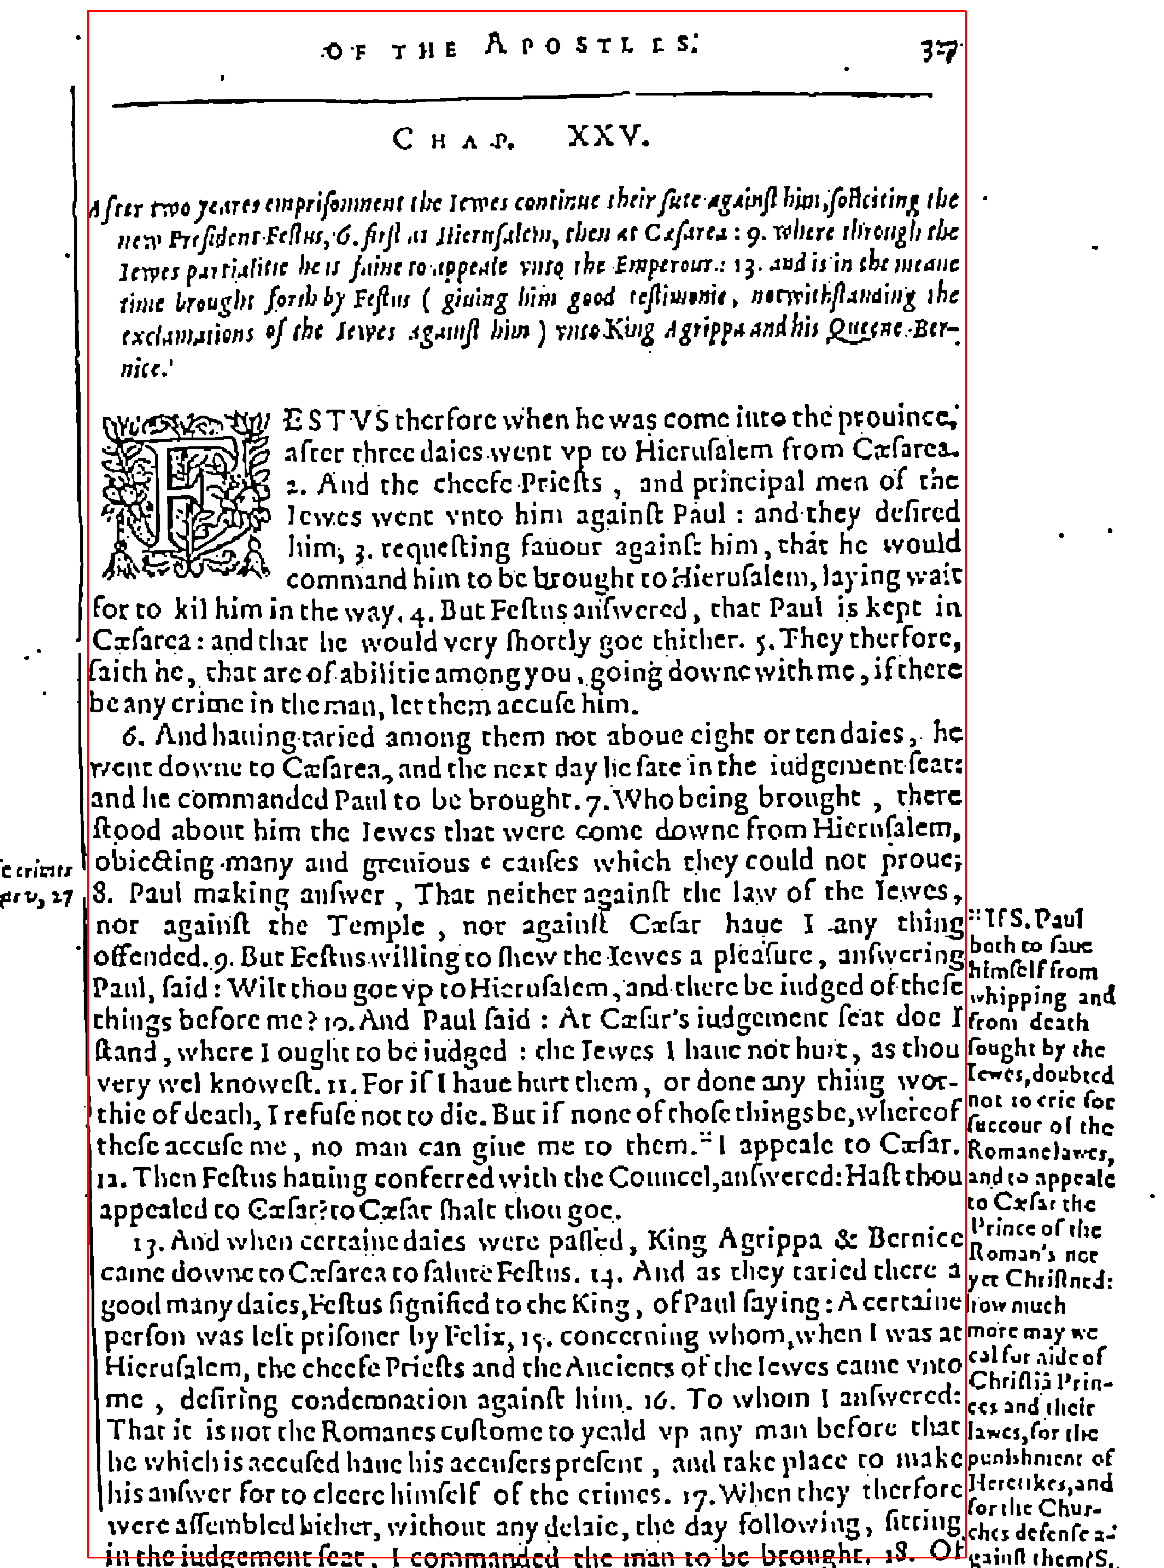 OF THE APOSTLES.
CHAP. XXV.
After two yeares emprisonment the Iewes continue their sute against him, solliciting the
new President Festus, 6. first at Hierusalem, then at Cæsarea: 9. where through the
Iewes partialitie he is faine to appeale vnto the Emperour: 13. and is in the meane
time brought forth by Festus ( giuing him good testimonie, notwithstanding the
exclamations of the Iewes against him ) vnto King Agrippa and his Queene Ber-
nice.
FESTVS therfore when he was come into the prouince,
after three daies went vp to Hierusalem from Cæsarea.
2. And the cheefe Priests , and principal men of the
Iewes went vnto him against Paul : and they desired
him, 3. requesting fauour against him, that he would
command him to be brought to Hierusalem, laying wait
for to kil him in the way. 4. But Festus answered, that Paul is kept in
Cæsarea: and that he would very shortly goe thither. 5. They therfore,
saith he, that are of abilitie among you, going downe with me, if there
be any crime in the man, let them accuse him.
6. And hauing taried among them not aboue eight or ten daies, he
went downe to Cæsarea, and the next day he sate in the iudgement seat:
and he commanded Paul to be brought. 7. Who being brought , there
stood about him the Iewes that were come downe from Hierusalem,
obiecting many and greuious c causes which they could not proue;
8. Paul making answer , That neither against the law of the Iewes,
nor against the Temple , nor against Cæsar haue I any thing
offended. 9. But Festus willing to shew the Iewes a pleasure, answering
Paul, said: Wilt thou goe vp to Hierusalem, and there be iudged of these
things before me? 10. And Paul said : At Cæsar's iudgement seat doe I
stand, where I ought to be iudged : the Iewes I haue not hurt, as thou
very wel knowest. 11. For if I haue hurt them, or done any thing wor-
thie of death, I refuse not to die. But if none of those things be, whereof
these accuse me, no man can giue me to them. :: I appeale to Cæsar.
12. Then Festus hauing conferred with the Councel, answered: Hast thou
appealed to Cæsar? to Cæsar shalt thou goe.
13. And when certaine daies were passed, King Agrippa & Bernice
came downe to Cæsarea to salute Festus. 14. And as they taried there a
good many daies, Festus signified to the King, of Paul saying: A certaine
person was left prisoner by Felix, 15. concerning whom, when I was at
Hierusalem, the cheefe Priests and the Ancients of the Iewes came vnto
me , desiring condemnation against him. 16. To whom I answered:
That it is not the Romanes custome to yeald vp any man before that
he which is accused haue his accusers present , and take place to make
his answer for to cleere himself of the crimes. 17. When they therfore
were assembled hither, without any delaie, the day following, sitting
in the iudgement seat, I commanded the man to be brought. 18. Of
crimes
v, 27
:: If S. Paul
both to saue
himself from
whipping and
from death
sought by the
Iewes, doubted
not to crie for
succour of the
Romane lawes,
and to appeale
to Cæsar the
Prince of the
Roman's not
yet Christned:
how much
more may we
cal for aide of
Christiã Prin-
ces and their
lawes, for the
punishment of
Heretikes, and
for the Chur-
ches defense a-
gainst them? S.